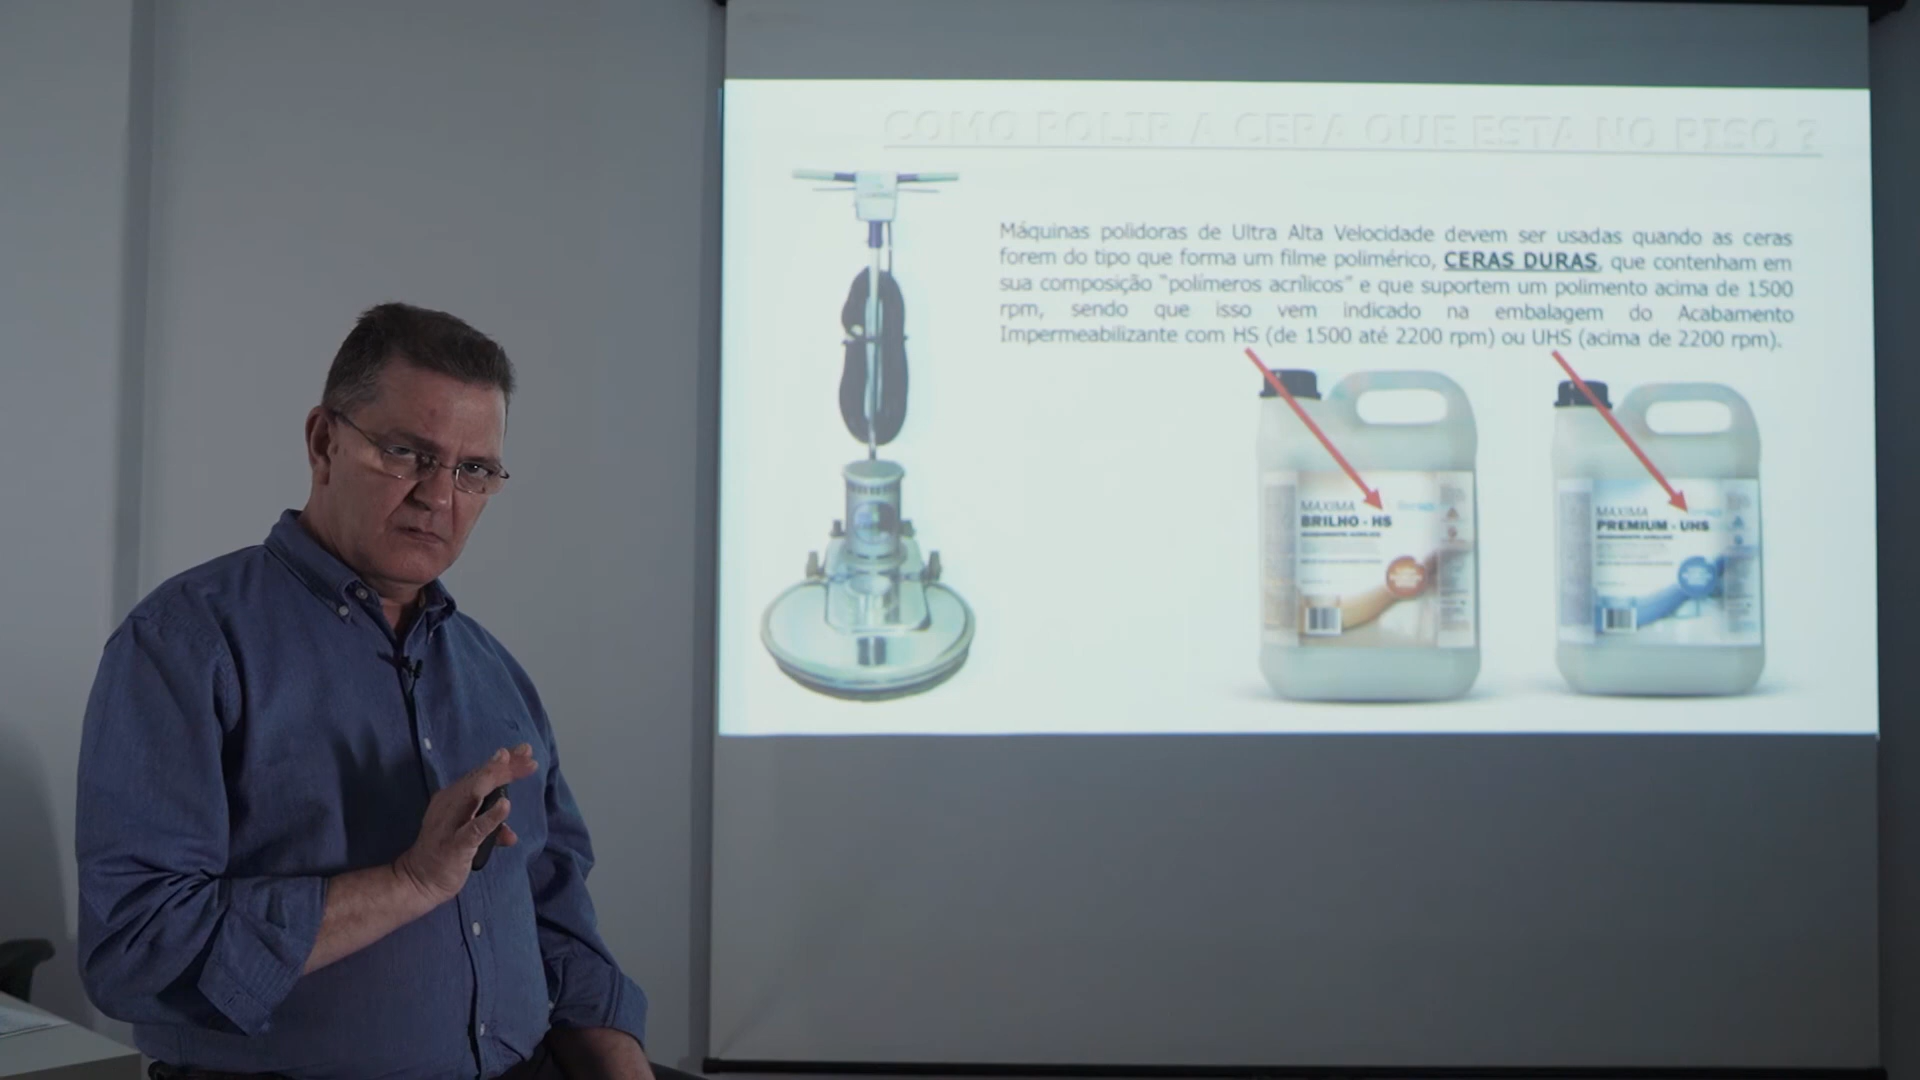 COMO POLIR A CERA QUE ESTA NO PISO ?
Máquinas polidoras de Ultra Alta Velocidade devem ser usadas quando as ceras
forem do tipo que forma um filme polimérico, CERAS DURAS, que contenham em
sua composição "polímeros acrílicos" e que suportem um polimento acima de 1500
rpm, sendo que isso vem indicado na embalagem do Acabamento
Impermeabilizante com HS (de 1500 até 2200 rpm) ou UHS (acima de 2200 rpm).
MAXIMA
BRILHO - HS
MAXIMA
PREMIUM - UHS